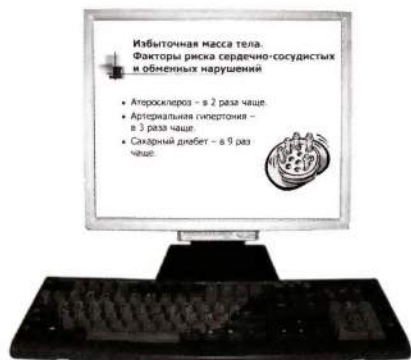 Избыточная масса тела.
Факторы риска сердечно-сосудистых
и обменных нарушений
• Атеросклероз – в 2 раза чаще.
• Артериальная гипертония –
в 3 раза чаще.
• Сахарный диабет – в 9 раз
чаще.